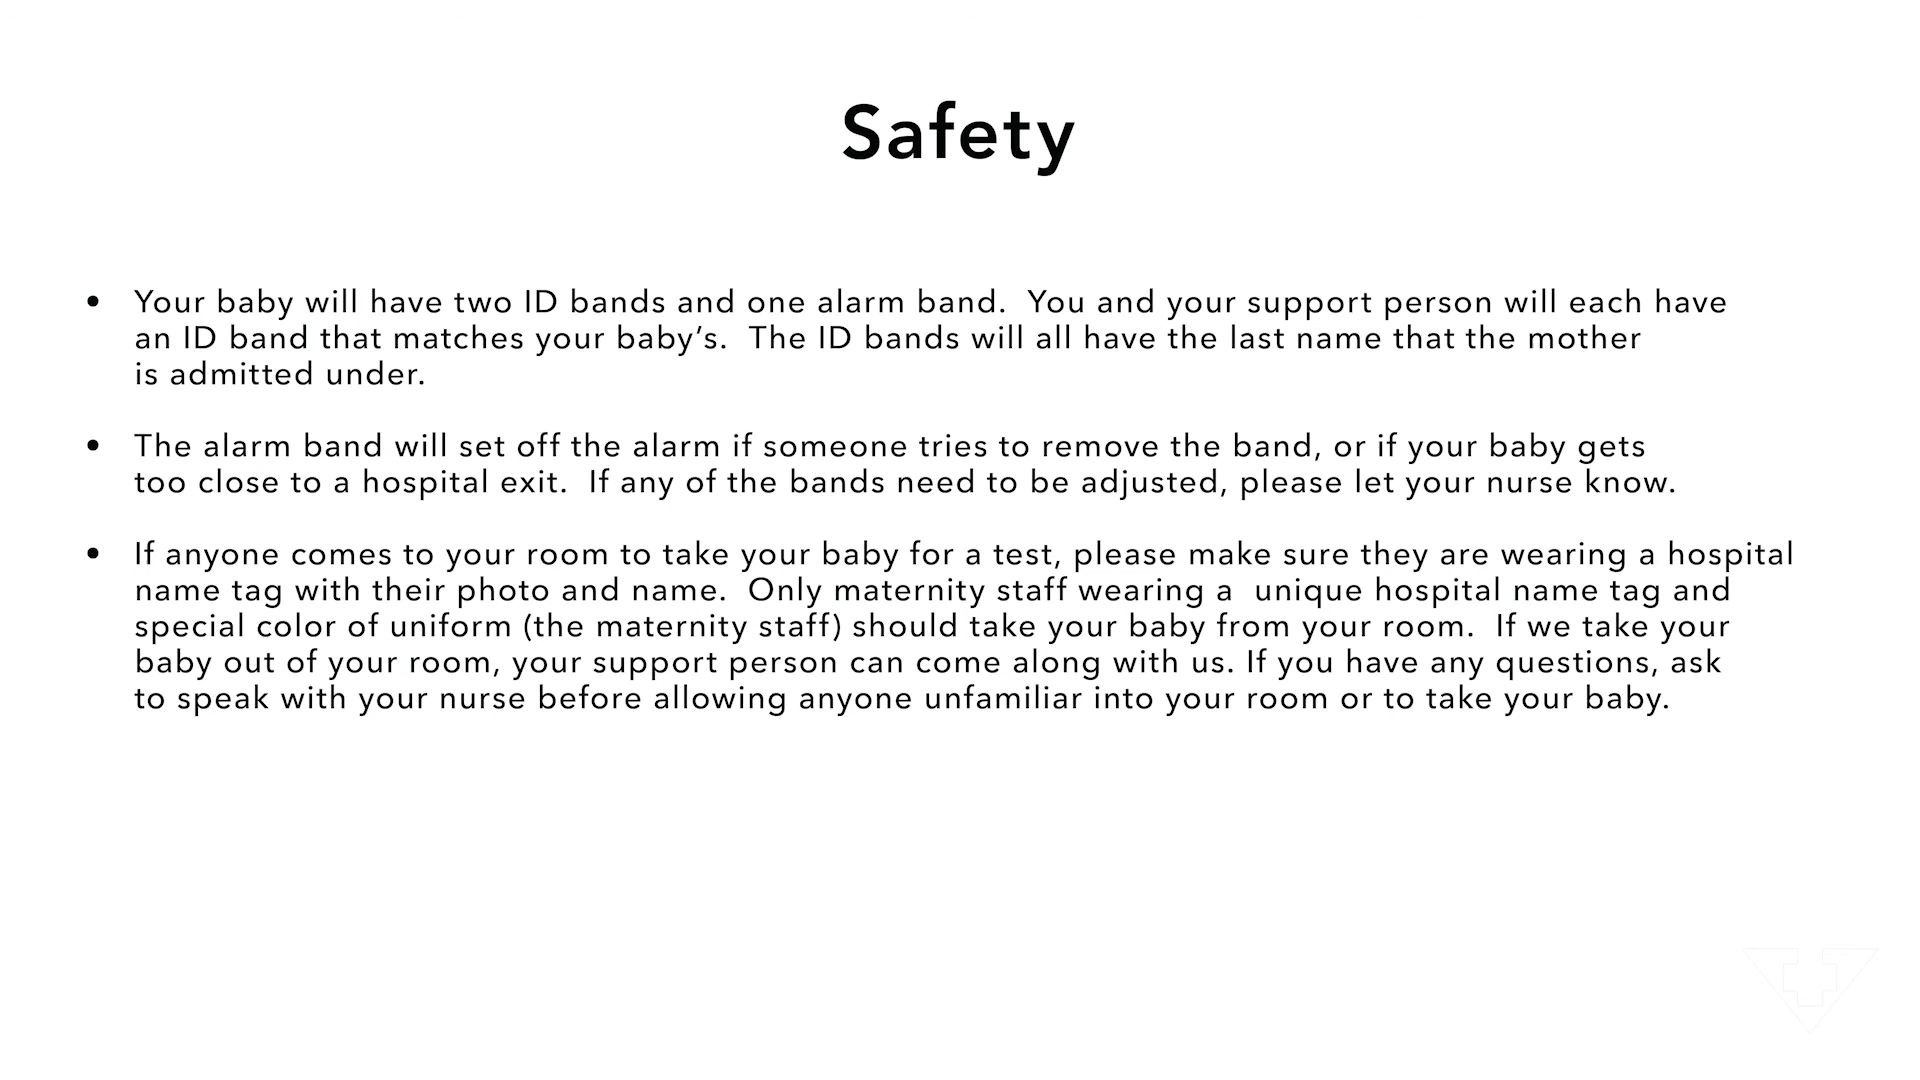 Safety
• Your baby will have two ID bands and one alarm band.  You and your support person will each have
an ID band that matches your baby’s.  The ID bands will all have the last name that the mother
is admitted under.
• The alarm band will set off the alarm if someone tries to remove the band, or if your baby gets
too close to a hospital exit.  If any of the bands need to be adjusted, please let your nurse know.
• If anyone comes to your room to take your baby for a test, please make sure they are wearing a hospital
name tag with their photo and name.  Only maternity staff wearing a  unique hospital name tag and
special color of uniform (the maternity staff) should take your baby from your room.  If we take your
baby out of your room, your support person can come along with us. If you have any questions, ask
to speak with your nurse before allowing anyone unfamiliar into your room or to take your baby.